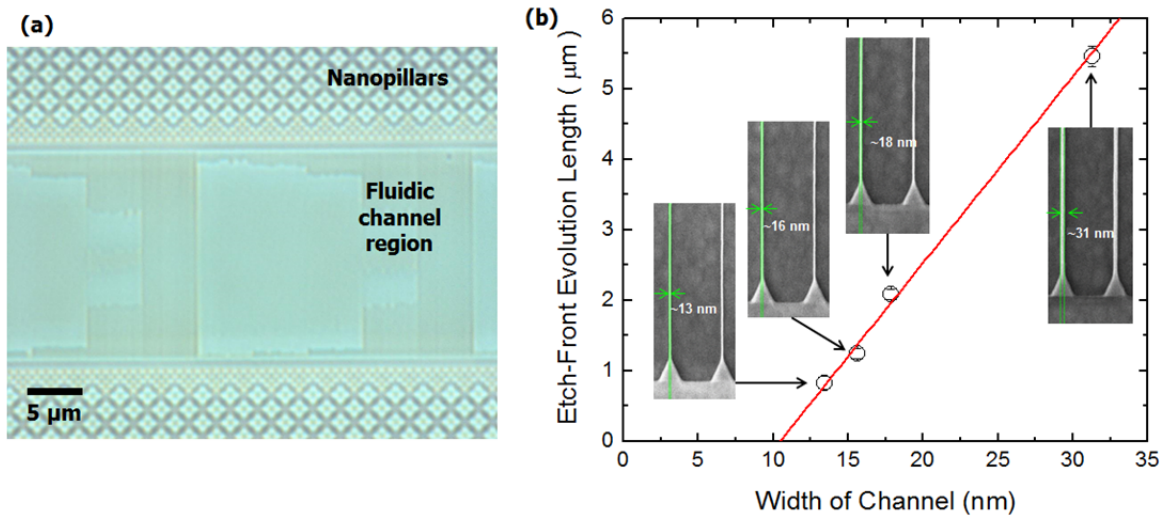 (a)
Nanopillars
Fluidic
channel
region
5 μm
(b)
Etch-Front Evolution Length ( μm)
6
5
4
3
2
1
0
~13 nm
~16 nm
~18 nm
~31 nm
0 5 10 15 20 25 30 35
Width of Channel (nm)